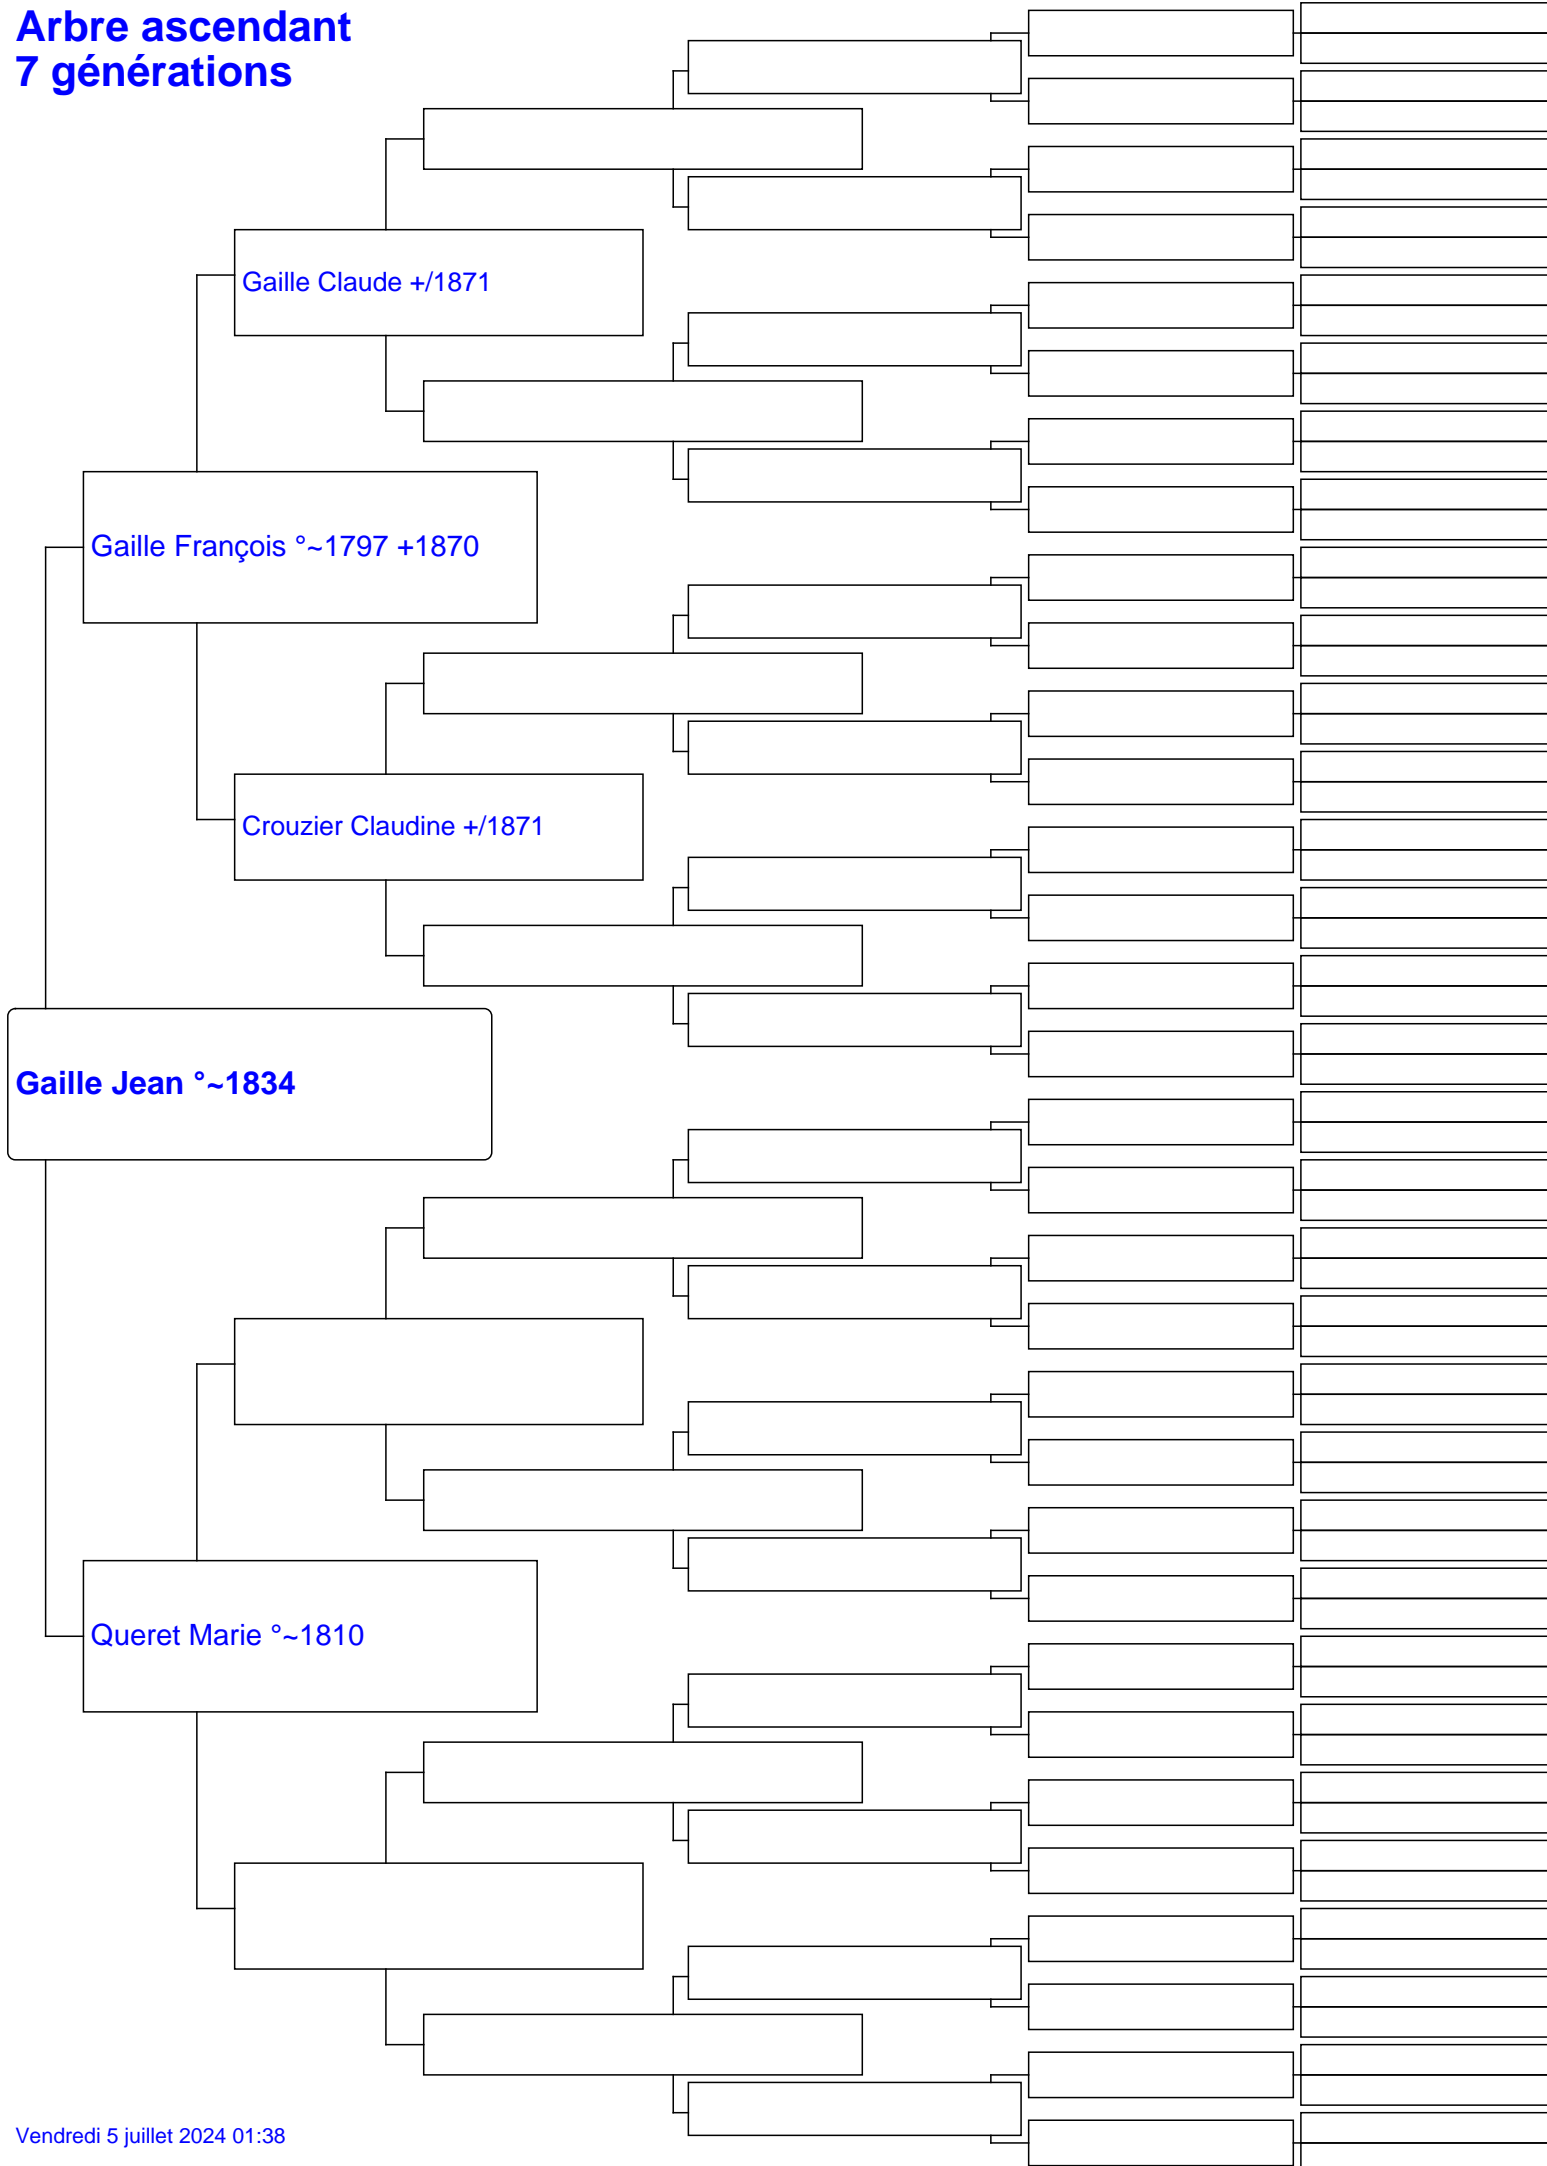 Arbre ascendant
7 générations
Gaille Claude +/1871
Gaille François °~1797 +1870
Crouzier Claudine +/1871
Gaille Jean °~1834
Queret Marie °~1810
Vendredi 5 juillet 2024 01:38